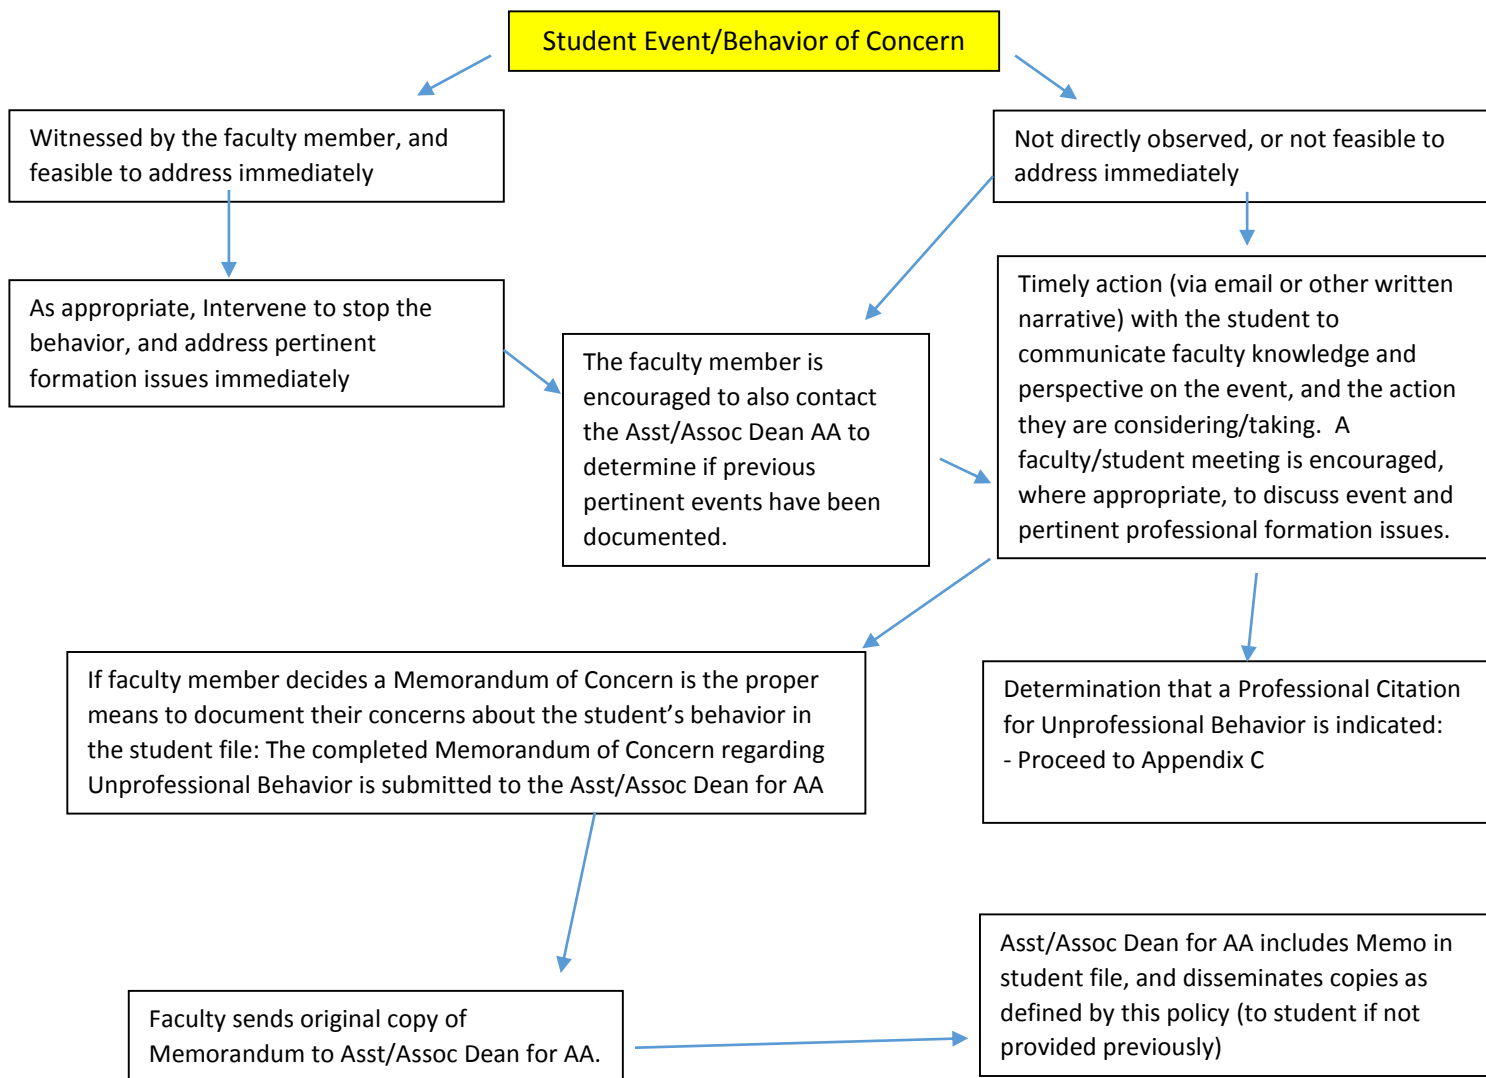 Student Event/Behavior of Concern
Witnessed by the faculty member, and
feasible to address immediately
Not directly observed, or not feasible to
address immediately
As appropriate, Intervene to stop the
behavior, and address pertinent
formation issues immediately
The faculty member is
encouraged to also contact
the Asst/Assoc Dean AA to
determine if previous
pertinent events have been
documented.
Timely action (via email or other written
narrative) with the student to
communicate faculty knowledge and
perspective on the event, and the action
they are considering/taking.  A
faculty/student meeting is encouraged,
where appropriate, to discuss event and
pertinent professional formation issues.
If faculty member decides a Memorandum of Concern is the proper
means to document their concerns about the student’s behavior in
the student file: The completed Memorandum of Concern regarding
Unprofessional Behavior is submitted to the Asst/Assoc Dean for AA
Determination that a Professional Citation
for Unprofessional Behavior is indicated:
- Proceed to Appendix C
Faculty sends original copy of
Memorandum to Asst/Assoc Dean for AA.
Asst/Assoc Dean for AA includes Memo in
student file, and disseminates copies as
defined by this policy (to student if not
provided previously)